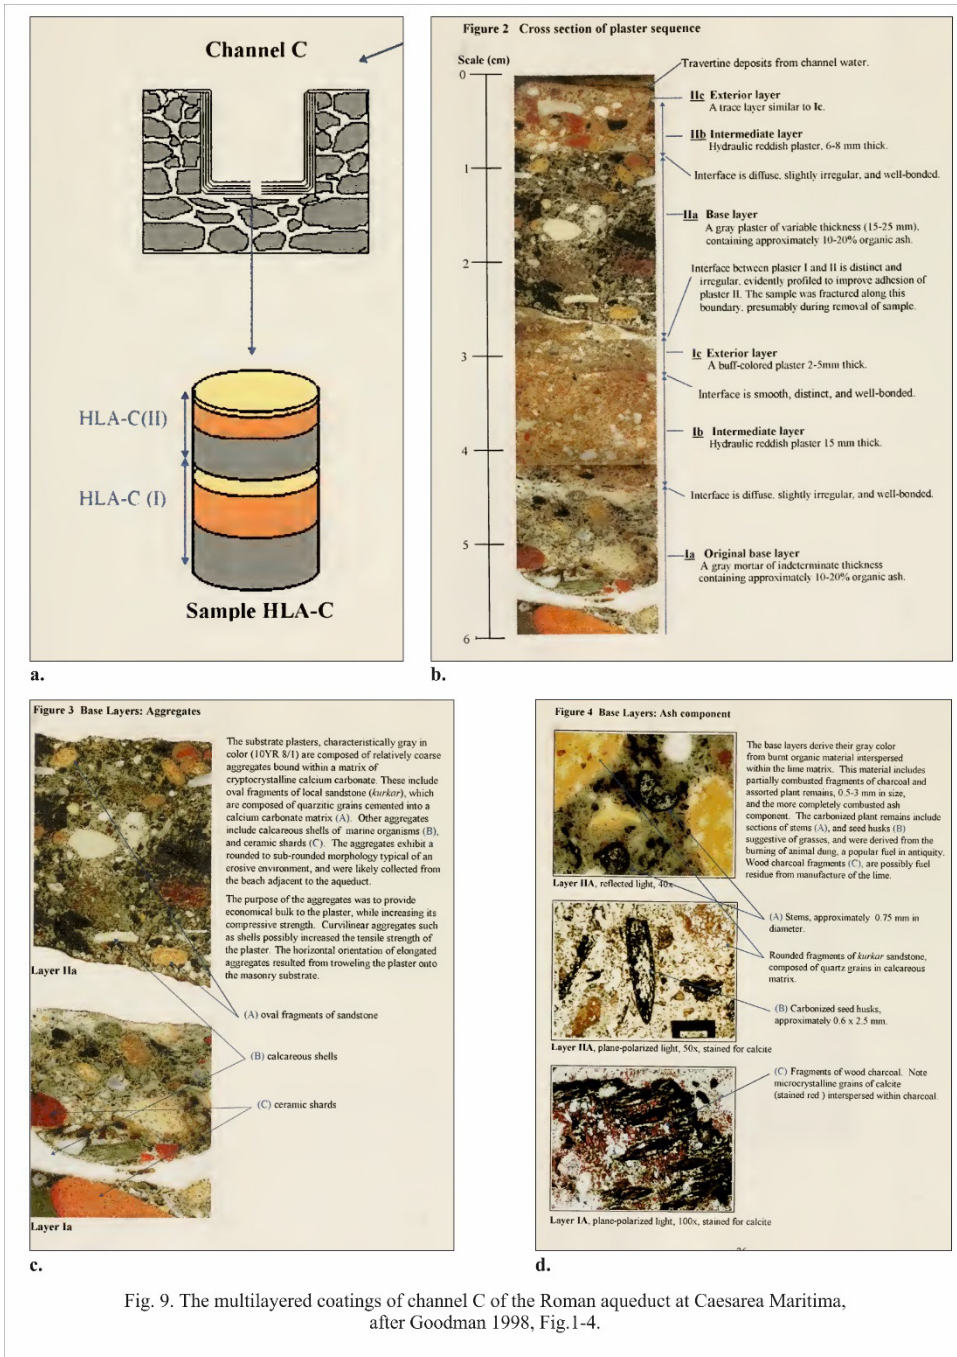 Channel C
HLA-C(II)
HLA-C (I)
Sample HLA-C
a.
Figure 2 Cross section of plaster sequence
Scale (cm)
0
1
2
3
4
5
6
Travertine deposits from channel water.
IIc Exterior layer
A trace layer similar to Ic.
IIb Intermediate layer
Hydraulic reddish plaster, 6-8 mm thick.
Interface is diffuse, slightly irregular, and well-bonded.
IIa Base layer
A gray plaster of variable thickness (15-25 mm),
containing approximately 10-20% organic ash.
Interface between plaster I and II is distinct and
irregular, evidently profiled to improve adhesion of
plaster II. The sample was fractured along this
boundary, presumably during removal of sample.
Ic Exterior layer
A buff-colored plaster 2-5mm thick.
Interface is smooth, distinct, and well-bonded.
Ib Intermediate layer
Hydraulic reddish plaster 15 mm thick.
Interface is diffuse, slightly irregular, and well-bonded.
Ia Original base layer
A gray mortar of indeterminate thickness
containing approximately 10-20% organic ash.
b.
Figure 3 Base Layers: Aggregates
The substrate plasters, characteristically gray in
color (10YR 8/1) are composed of relatively coarse
aggregates bound within a matrix of
cryptocrystalline calcium carbonate. These include
oval fragments of local sandstone (kurkar), which
are composed of quarzitic grains cemented into a
calcium carbonate matrix (A). Other aggregates
include calcareous shells of marine organisms (B),
and ceramic shards (C). The aggregates exhibit a
rounded to sub-rounded morphology typical of an
erosive environment, and were likely collected from
the beach adjacent to the aqueduct.
The purpose of the aggregates was to provide
economical bulk to the plaster, while increasing its
compressive strength. Curvilinear aggregates such
as shells possibly increased the tensile strength of
the plaster. The horizontal orientation of elongated
aggregates resulted from troweling the plaster onto
the masonry substrate.
Layer IIa
(A) oval fragments of sandstone
(B) calcareous shells
(C) ceramic shards
Layer Ia
c.
Figure 4 Base Layers: Ash component
The base layers derive their gray color
from burnt organic material interspersed
within the lime matrix. This material includes
partially combusted fragments of charcoal and
assorted plant remains, 0.5-3 mm in size,
and the more completely combusted ash
component. The carbonized plant remains include
sections of stems (A), and seed husks (B)
suggestive of grasses, and were derived from the
burning of animal dung, a popular fuel in antiquity.
Wood charcoal fragments (C), are possibly fuel
residue from manufacture of the lime.
Layer IIA, reflected light, 40x
(A) Stems, approximately 0.75 mm in
diameter.
Rounded fragments of kurkar sandstone,
composed of quartz grains in calcareous
matrix.
(B) Carbonized seed husks,
approximately 0.6 x 2.5 mm.
Layer IIA, plane-polarized light, 50x, stained for calcite
(C) Fragments of wood charcoal. Note
microcrystalline grains of calcite
(stained red ) interspersed within charcoal.
Layer IA, plane-polarized light, 100x, stained for calcite
d.
Fig. 9. The multilayered coatings of channel C of the Roman aqueduct at Caesarea Maritima,
after Goodman 1998, Fig.1-4.